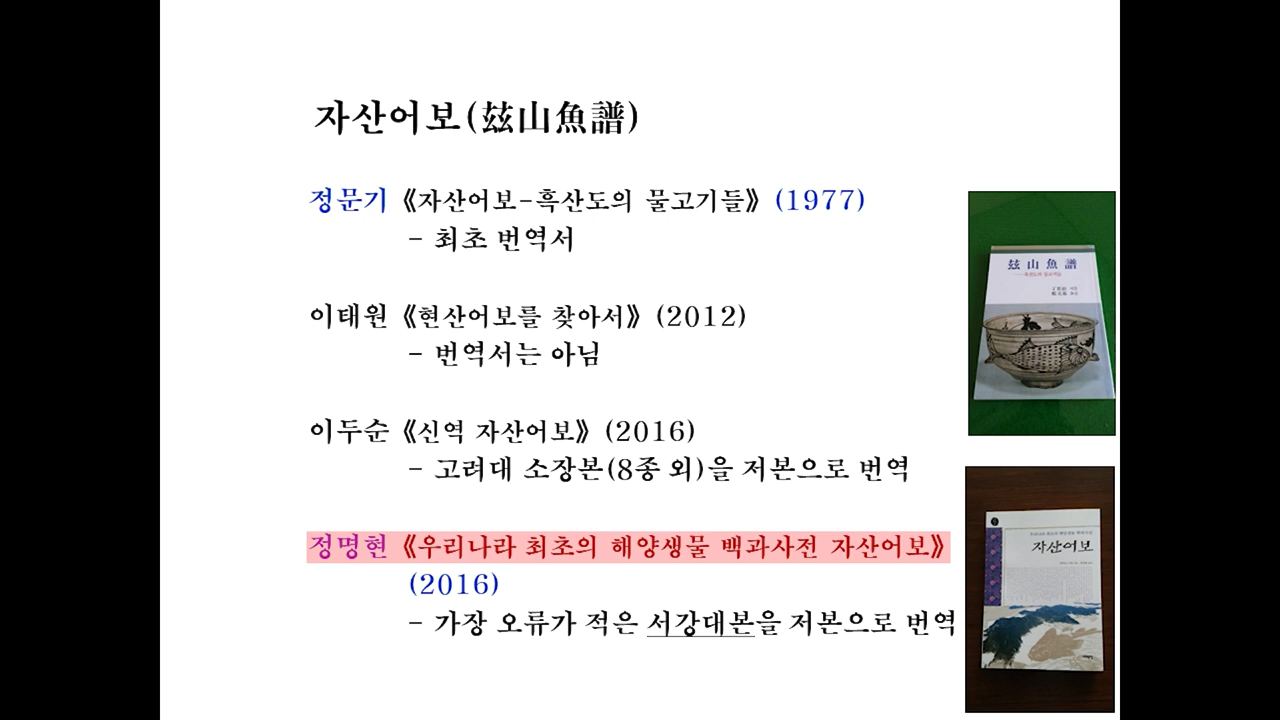 자산어보(玆山魚譜)
정문기 《자산어보-흑산도의 물고기들》 (1977)
- 최초 번역서
이태원 《현산어보를 찾아서》 (2012)
- 번역서는 아님
이두순 《신역 자산어보》 (2016)
- 고려대 소장본(8종 외)을 저본으로 번역
정명현 《우리나라 최초의 해양생물 백과사전 자산어보》
(2016)
- 가장 오류가 적은 서강대본을 저본으로 번역
玆山魚譜
자산어보